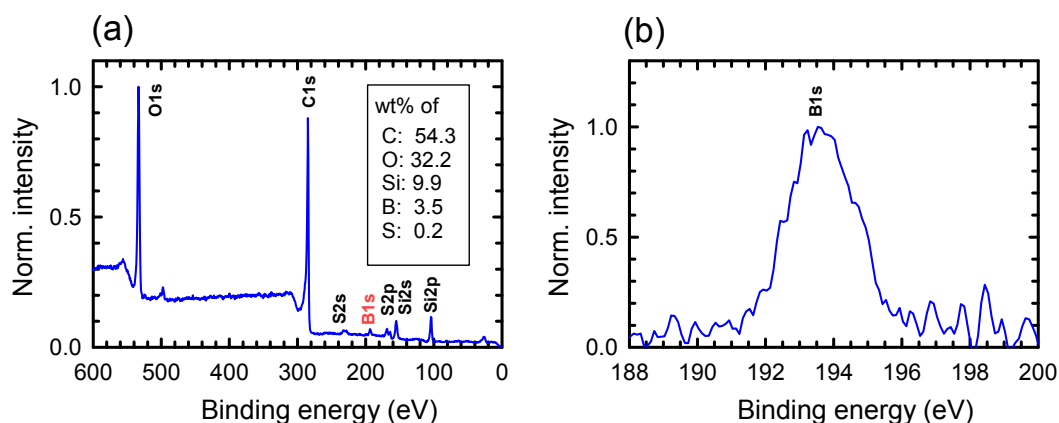 (a)
Norm. intensity
1.0
0.5
0.0
O1s
C1s
wt% of
C: 54.3
O: 32.2
Si: 9.9
B: 3.5
S: 0.2
S2s
B1s
S2p
Si2s
Si2p
600 500 400 300 200 100 0
Binding energy (eV)
(b)
Norm. intensity
1.0
0.5
0.0
B1s
188 190 192 194 196 198 200
Binding energy (eV)